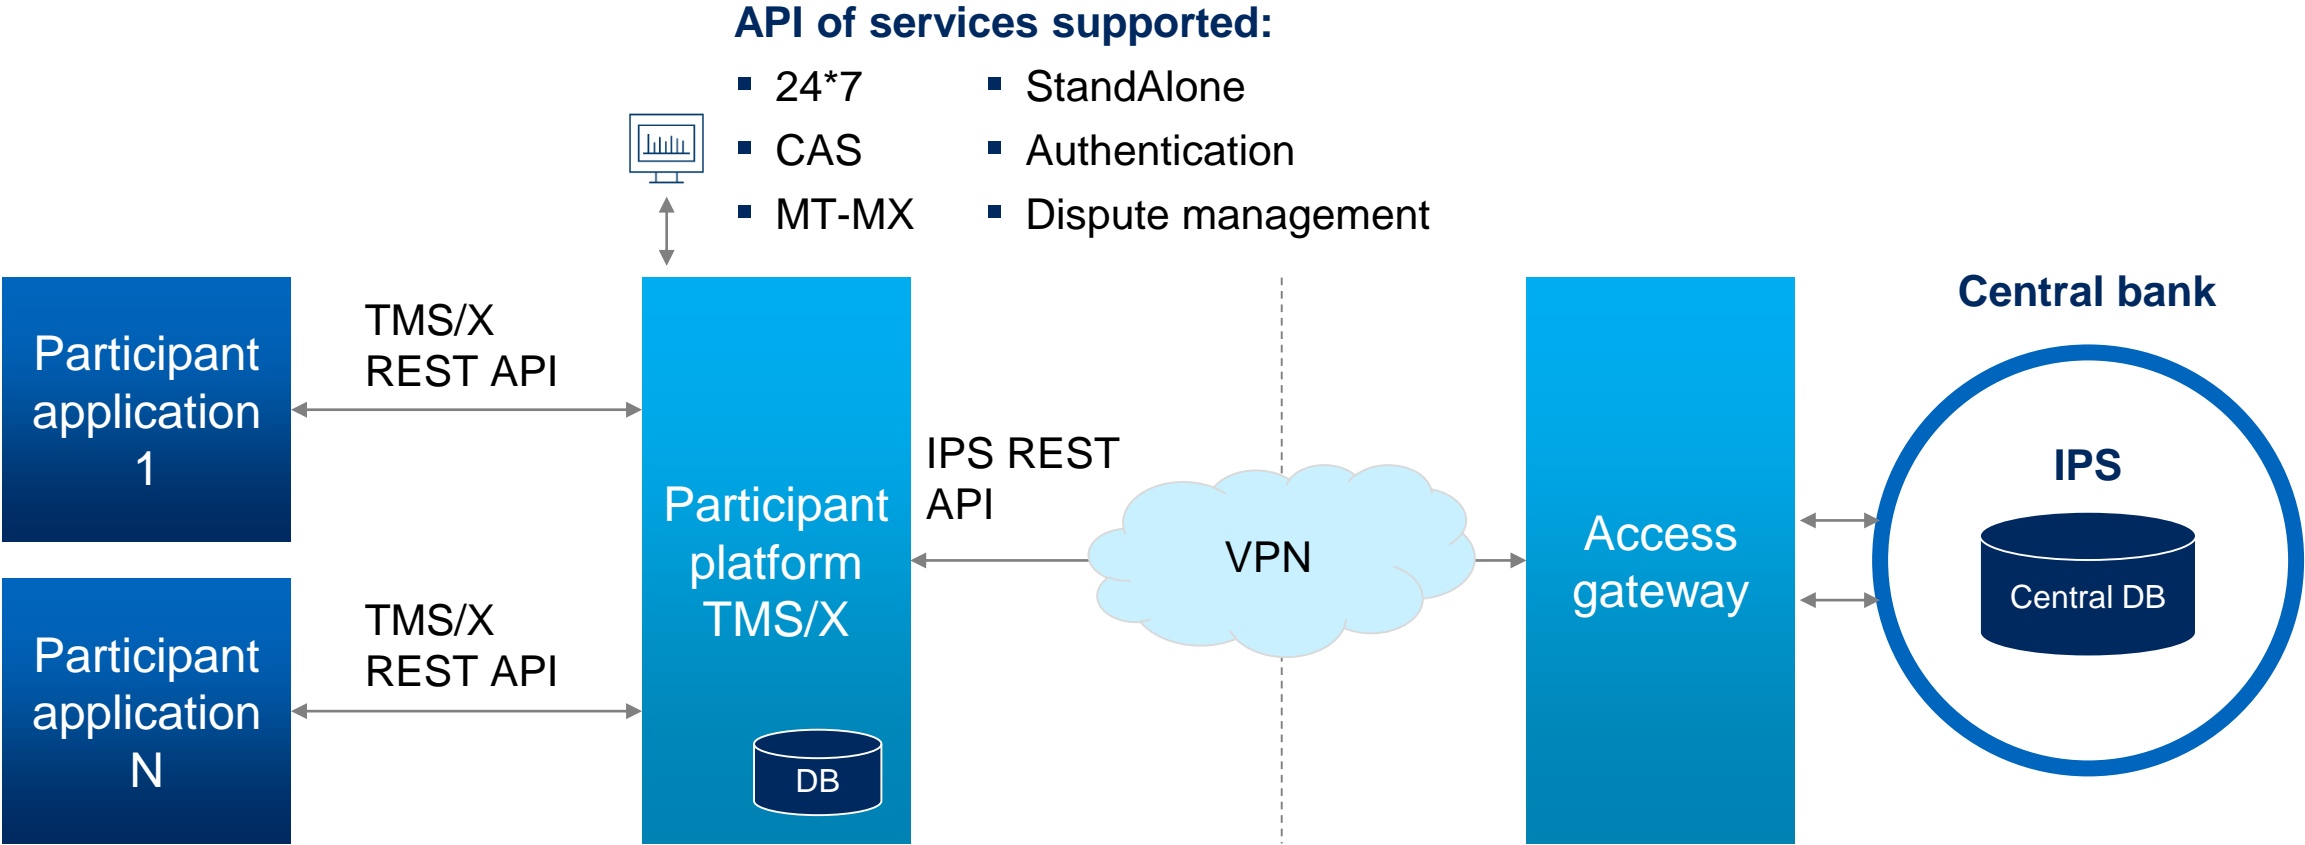 API of services supported:
24*7
CAS
MT-MX
StandAlone
Authentication
Dispute management
Participant
application
1
TMS/X
REST API
Participant
application
N
TMS/X
REST API
Participant
platform
TMS/X
DB
IPS REST
API
VPN
Access
gateway
Central bank
IPS
Central DB